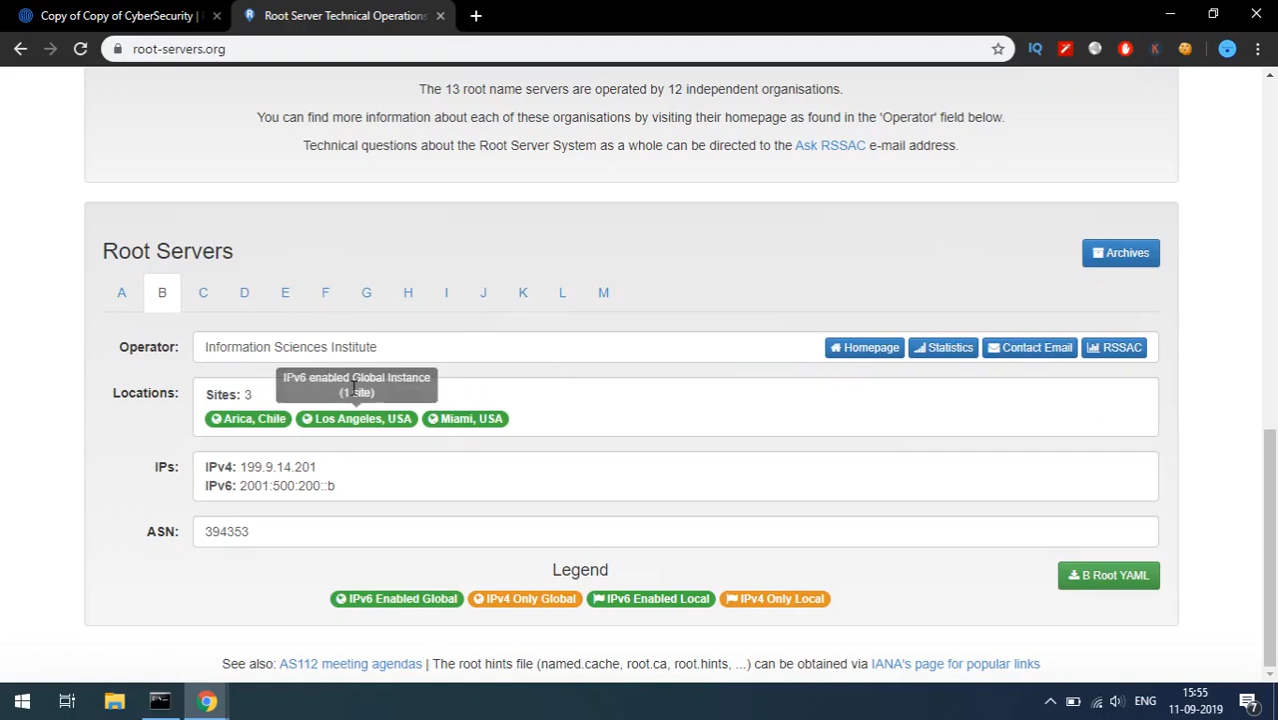 Copy of Copy of CyberSecurity |
Root Server Technical Operations
root-servers.org
IQ
K
The 13 root name servers are operated by 12 independent organisations.
You can find more information about each of these organisations by visiting their homepage as found in the 'Operator' field below.
Technical questions about the Root Server System as a whole can be directed to the Ask RSSAC e-mail address.
Root Servers
Archives
A B C D E F G H I J K L M
Operator: Information Sciences Institute Homepage Statistics Contact Email RSSAC
IPv6 enabled Global Instance
(1 site)
Locations: Sites: 3
Arica, Chile Los Angeles, USA Miami, USA
IPs: IPv4: 199.9.14.201
IPv6: 2001:500:200::b
ASN: 394353
Legend
B Root YAML
IPv6 Enabled Global IPv4 Only Global IPv6 Enabled Local IPv4 Only Local
See also: AS112 meeting agendas | The root hints file (named.cache, root.ca, root.hints, ...) can be obtained via IANA's page for popular links
ENG
15:55
11-09-2019
7